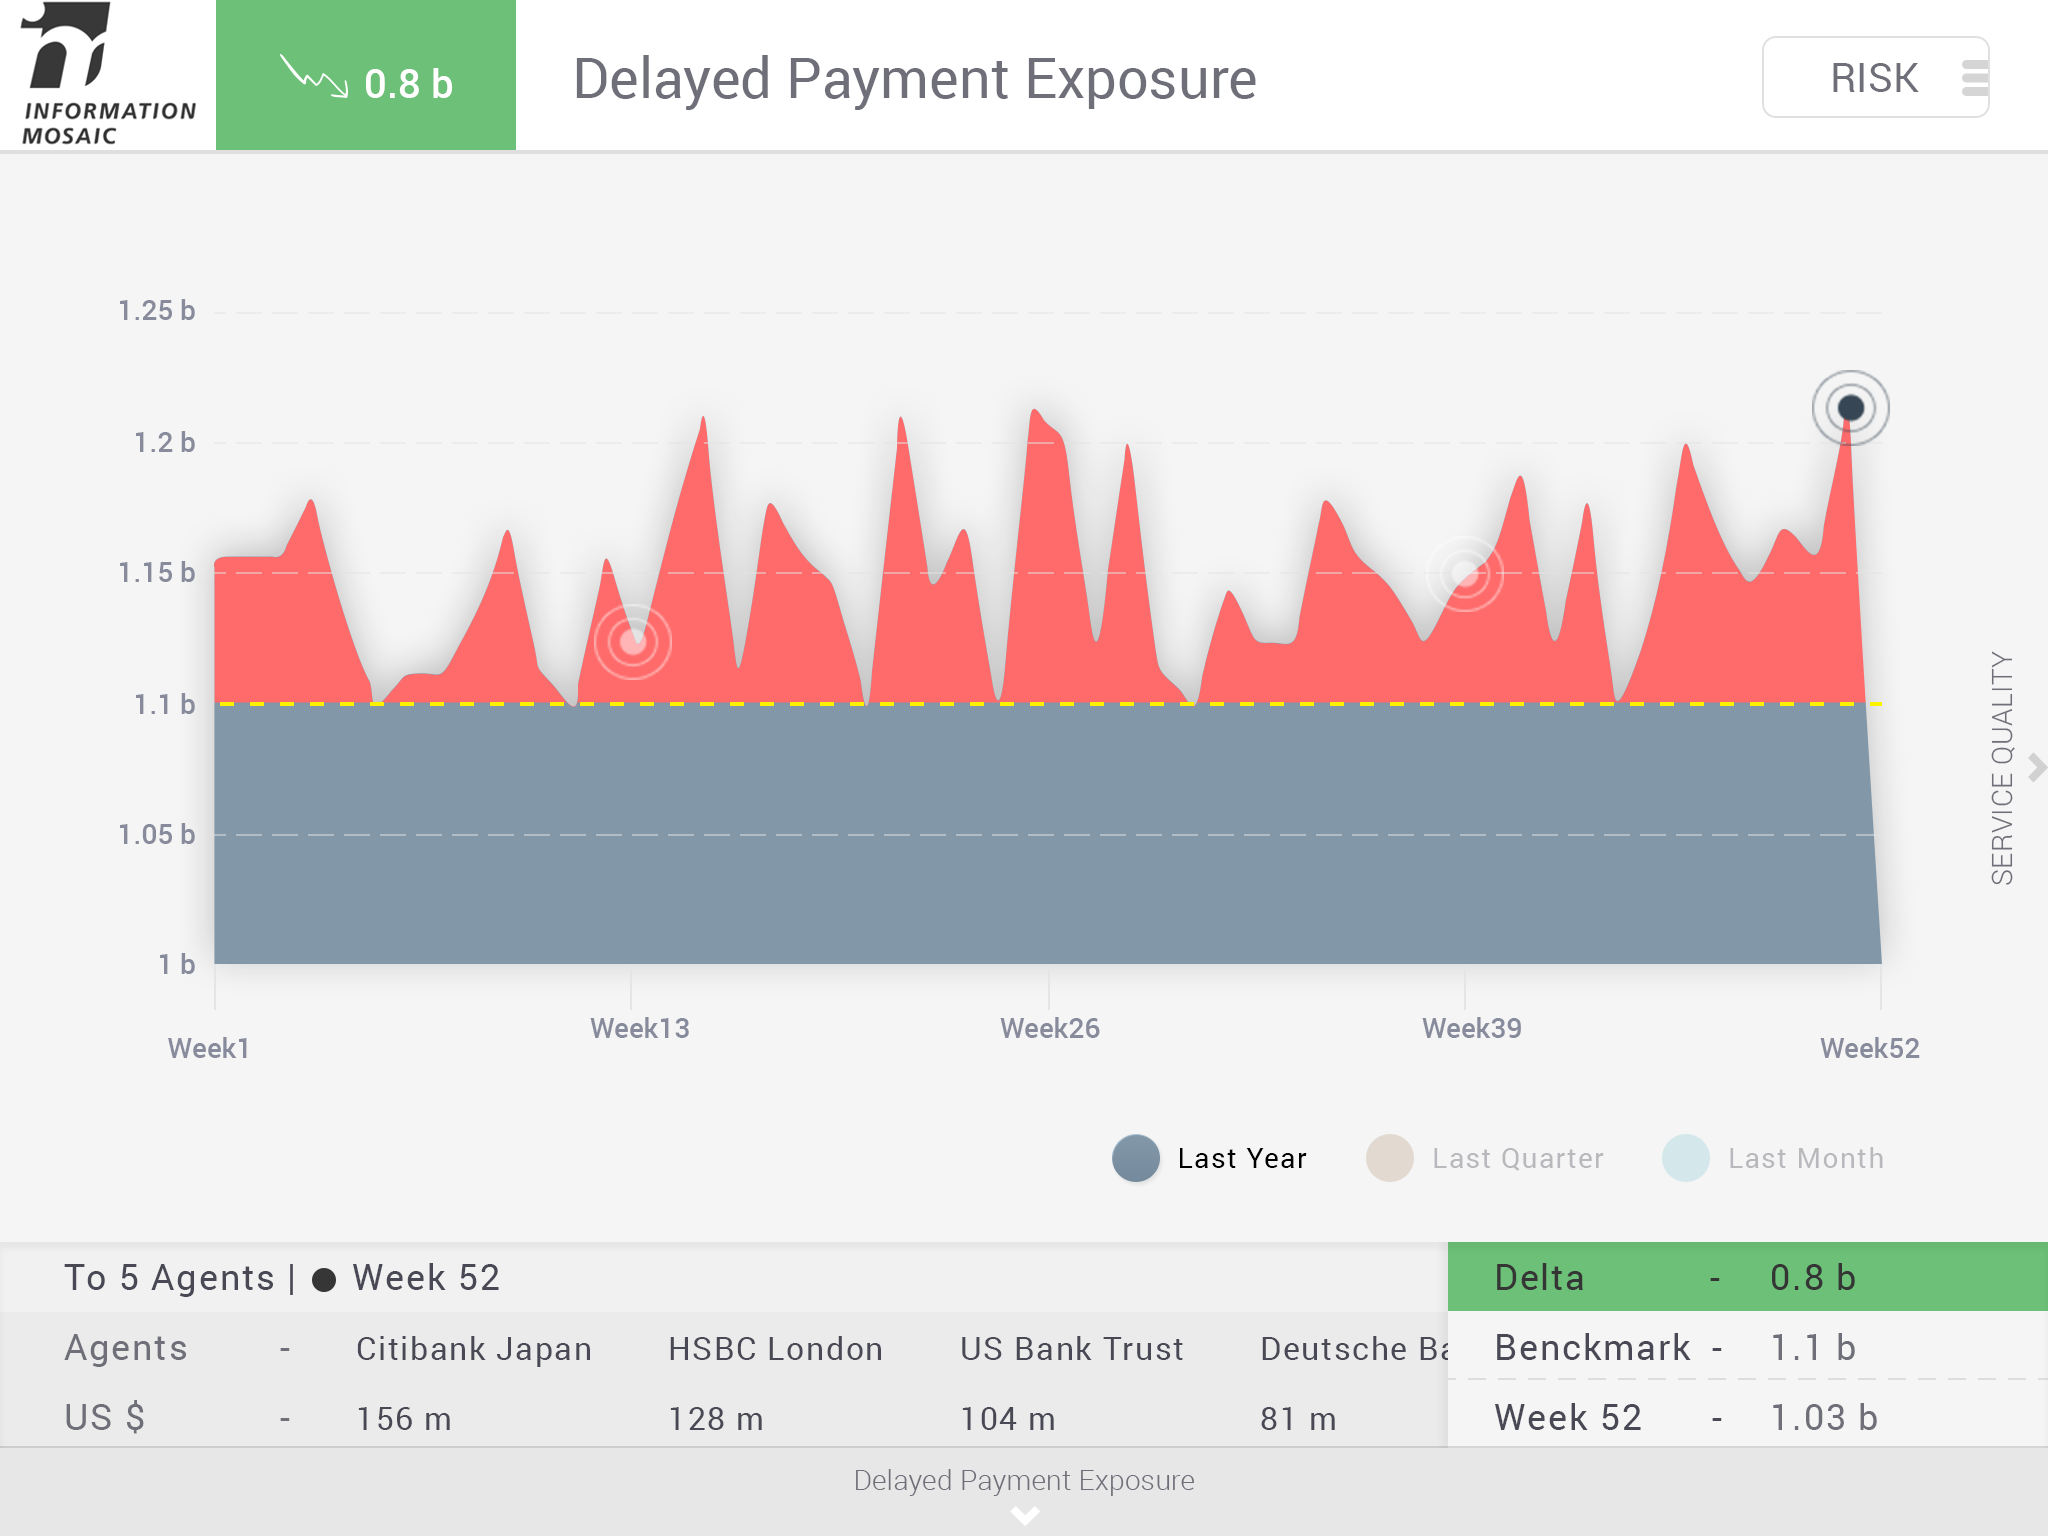 INFORMATION
MOSAIC
0.8 b
Delayed Payment Exposure
RISK
1.25 b
1.2 b
1.15 b
1.1 b
1.05 b
1 b
Week1
Week13
Week26
Week39
Week52
SERVICE QUALITY
Last Year
Last Quarter
Last Month
To 5 Agents | ● Week 52
Agents - Citibank Japan HSBC London US Bank Trust Deutsche Ba
US $ - 156 m 128 m 104 m 81 m
Delta - 0.8 b
Benckmark - 1.1 b
Week 52 - 1.03 b
Delayed Payment Exposure